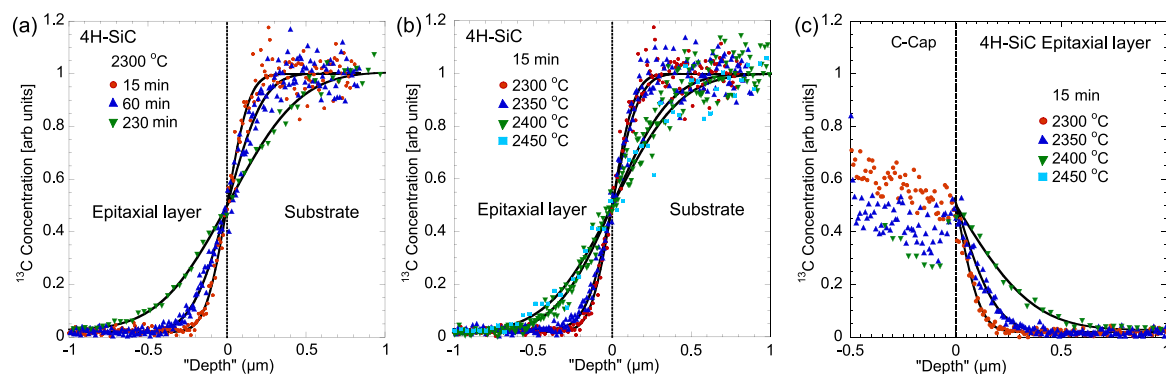 (a)
4H-SiC
2300 °C
15 min
60 min
230 min
Epitaxial layer
Substrate
¹³C Concentration [arb units]
1.2
1
0.8
0.6
0.4
0.2
0
-1
-0.5
0
0.5
1
"Depth" (μm)
(b)
4H-SiC
15 min
2300 °C
2350 °C
2400 °C
2450 °C
Epitaxial layer
Substrate
¹³C Concentration [arb units]
1.2
1
0.8
0.6
0.4
0.2
0
-1
-0.5
0
0.5
1
"Depth" (μm)
(c)
C-Cap
4H-SiC Epitaxial layer
15 min
2300 °C
2350 °C
2400 °C
2450 °C
¹³C Concentration [arb units]
1.2
1
0.8
0.6
0.4
0.2
0
-0.5
0
0.5
1
"Depth" (μm)